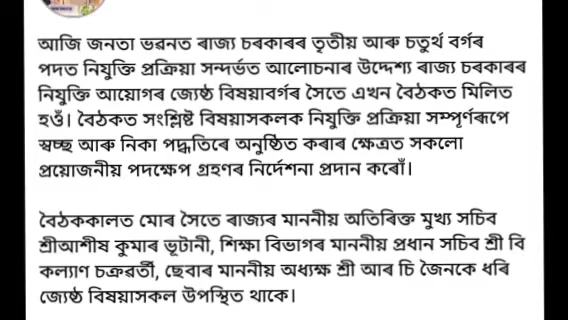 আজি জনতা ভৱনত ৰাজ্য চৰকাৰৰ তৃতীয় আৰু চতুৰ্থ বৰ্গৰ
পদত নিযুক্তি প্ৰক্ৰিয়া সন্দৰ্ভত আলোচনাৰ উদ্দেশ্য ৰাজ্য চৰকাৰৰ
নিযুক্তি আয়োগৰ জ্যেষ্ঠ বিষয়াবৰ্গৰ সৈতে এখন বৈঠকত মিলিত
হওঁ। বৈঠকত সংশ্লিষ্ট বিষয়াসকলক নিযুক্তি প্ৰক্ৰিয়া সম্পূৰ্ণৰূপে
স্বচ্ছ আৰু নিকা পদ্ধতিৰে অনুষ্ঠিত কৰাৰ ক্ষেত্ৰত সকলো
প্ৰয়োজনীয় পদক্ষেপ গ্ৰহণৰ নিৰ্দেশনা প্ৰদান কৰোঁ।
বৈঠককালত মোৰ সৈতে ৰাজ্যৰ মাননীয় অতিৰিক্ত মুখ্য সচিব
শ্ৰীআশীষ কুমাৰ ভূটানী, শিক্ষা বিভাগৰ মাননীয় প্ৰধান সচিব শ্ৰী বি
কল্যাণ চক্ৰৱৰ্তী, ছেবাৰ মাননীয় অধ্যক্ষ শ্ৰী আৰ চি জৈনকে ধৰি
জ্যেষ্ঠ বিষয়াসকল উপস্থিত থাকে।